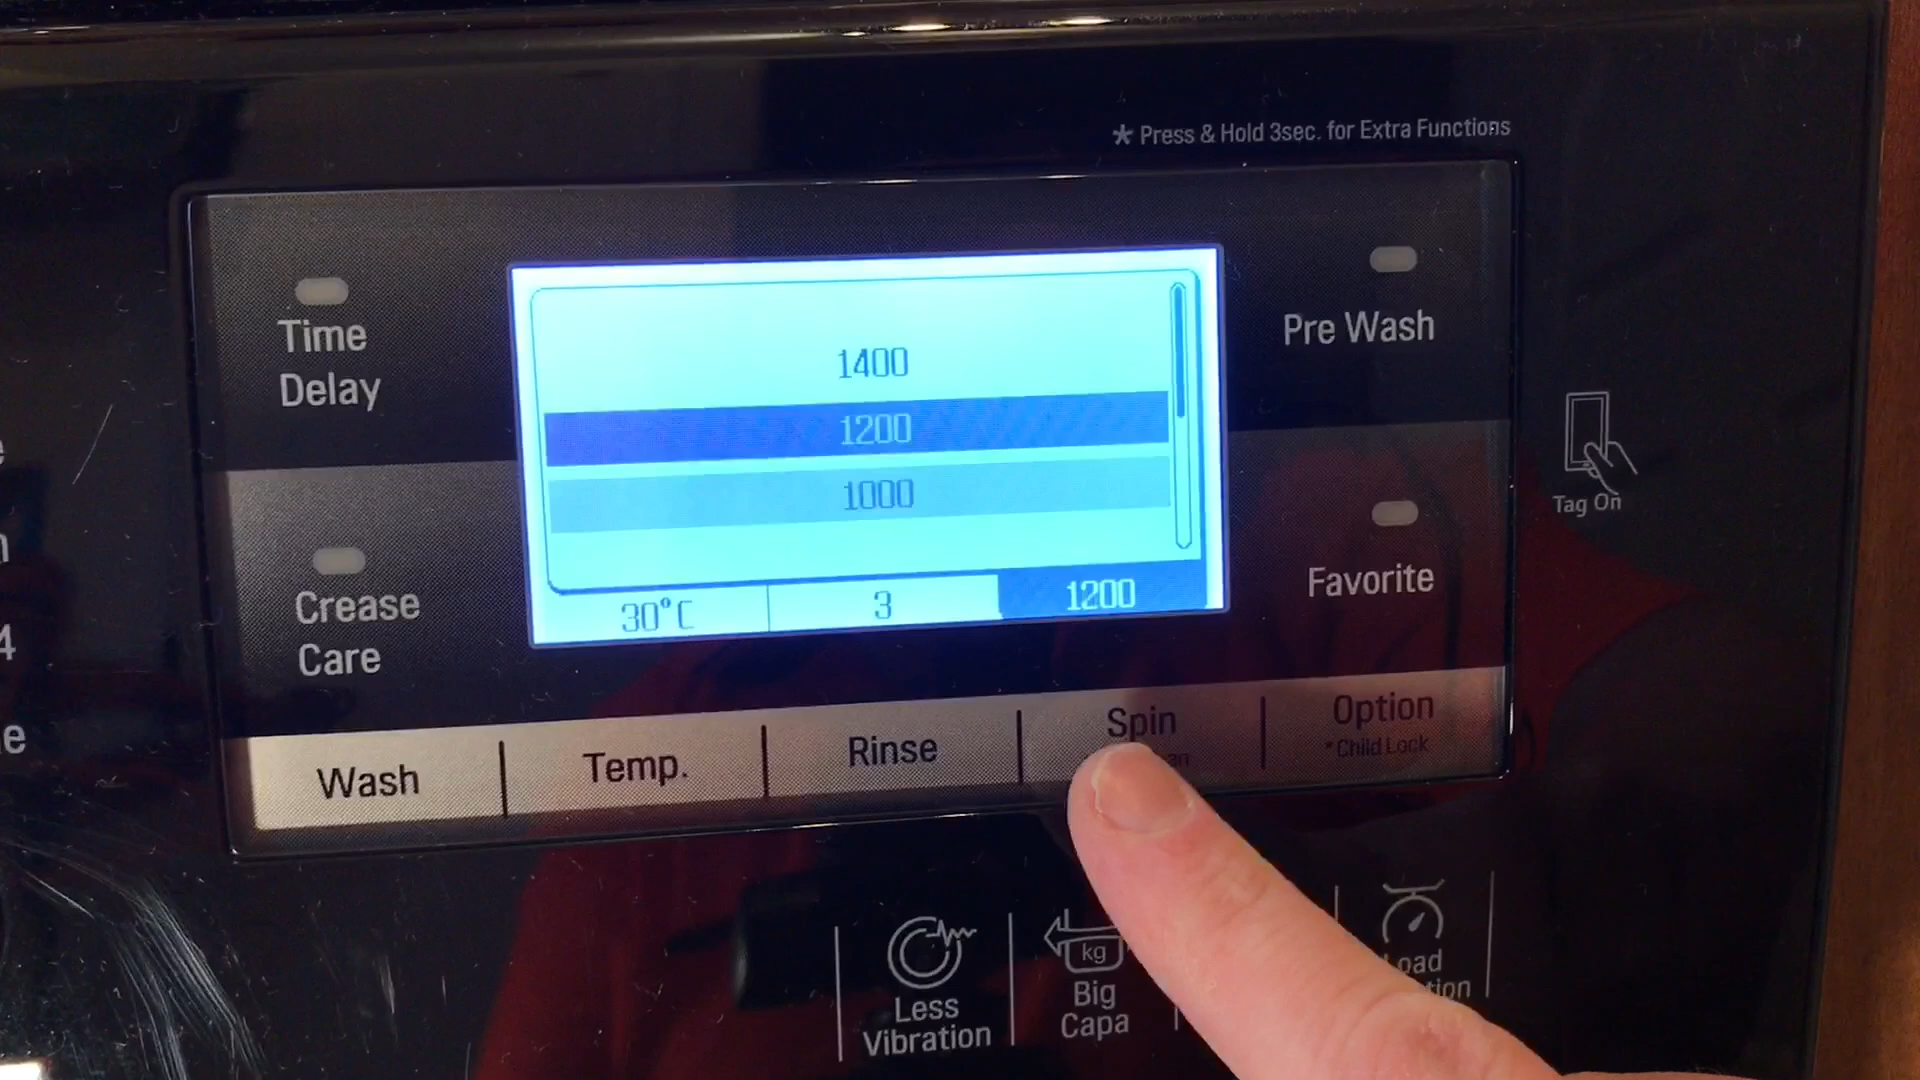 * Press & Hold 3sec. for Extra Functions
Time
Delay
Pre Wash
1400
1200
1000
Tag On
Crease
Care
Favorite
30°C
3
1200
Wash
Temp.
Rinse
Spin
Option
*Child Lock
4
kg
Less
Vibration
Big
Capa